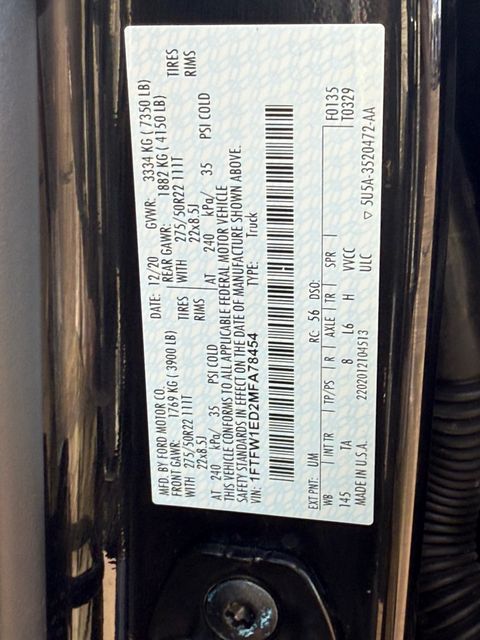 MFD. BY FORD MOTOR CO. DATE: 12/20 GVWR: 3334 KG ( 7350 LB)
FRONT GAWR: 1769 KG (3900 LB) REAR GAWR: 1882 KG ( 4150 LB)
WITH 275/50R22 111T TIRES WITH 275/50R22 111T TIRES
22x8.5J RIMS 22x8.5J RIMS
AT 240 kPa/ 35 PSI COLD AT 240 kPa/ 35 PSI COLD
THIS VEHICLE CONFORMS TO ALL APPLICABLE FEDERAL MOTOR VEHICLE
SAFETY STANDARDS IN EFFECT ON THE DATE OF MANUFACTURE SHOWN ABOVE.
VIN: 1FTFW1ED2MFA78454 TYPE: Truck
F0135
EXT PNT: UM RC: 56 DSO: T0329
WB INT TR TP/PS R AXLE TR SPR
145 TA 8 L6 H VVCC
MADE IN U.S.A. 2202012104513 ULC
▽ 5U5A-3520472-AA